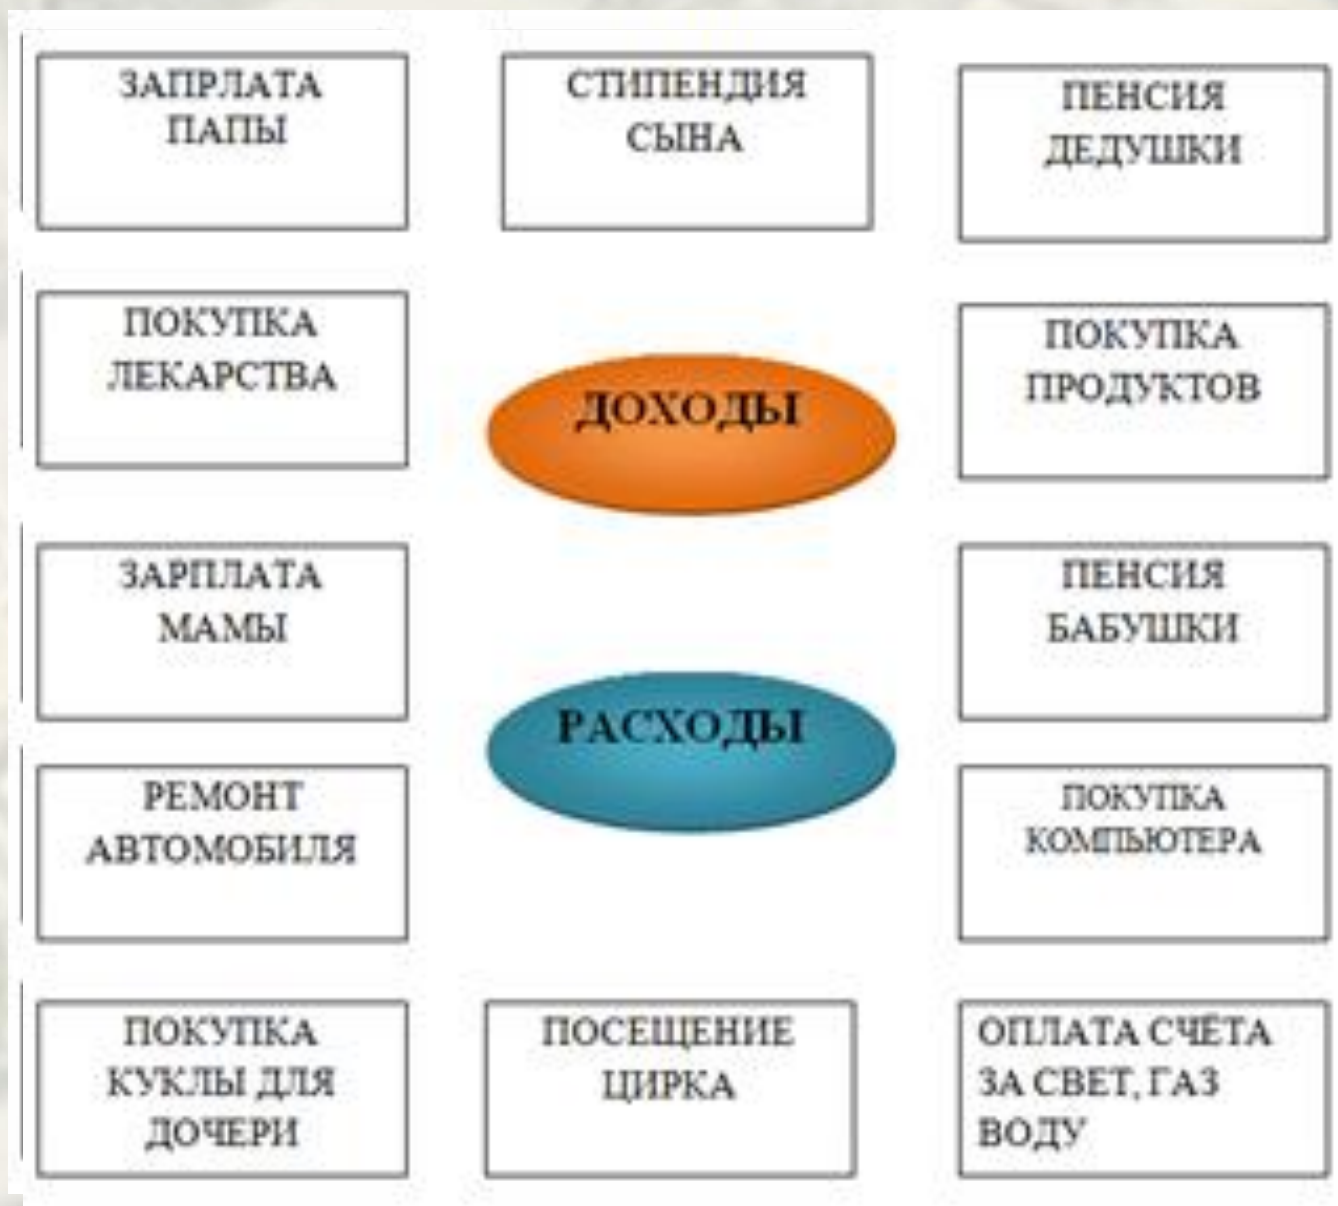 ЗАПРЛАТА
ПАПЫ
СТИПЕНДИЯ
СЫНА
ПЕНСИЯ
ДЕДУШКИ
ПОКУПКА
ЛЕКАРСТВА
ДОХОДЫ
ПОКУПКА
ПРОДУКТОВ
ЗАРПЛАТА
МАМЫ
ПЕНСИЯ
БАБУШКИ
РАСХОДЫ
РЕМОНТ
АВТОМОБИЛЯ
ПОКУПКА
КОМПЬЮТЕРА
ПОКУПКА
КУКЛЫ ДЛЯ
ДОЧЕРИ
ПОСЕЩЕНИЕ
ЦИРКА
ОПЛАТА СЧЁТА
ЗА СВЕТ, ГАЗ
ВОДУ